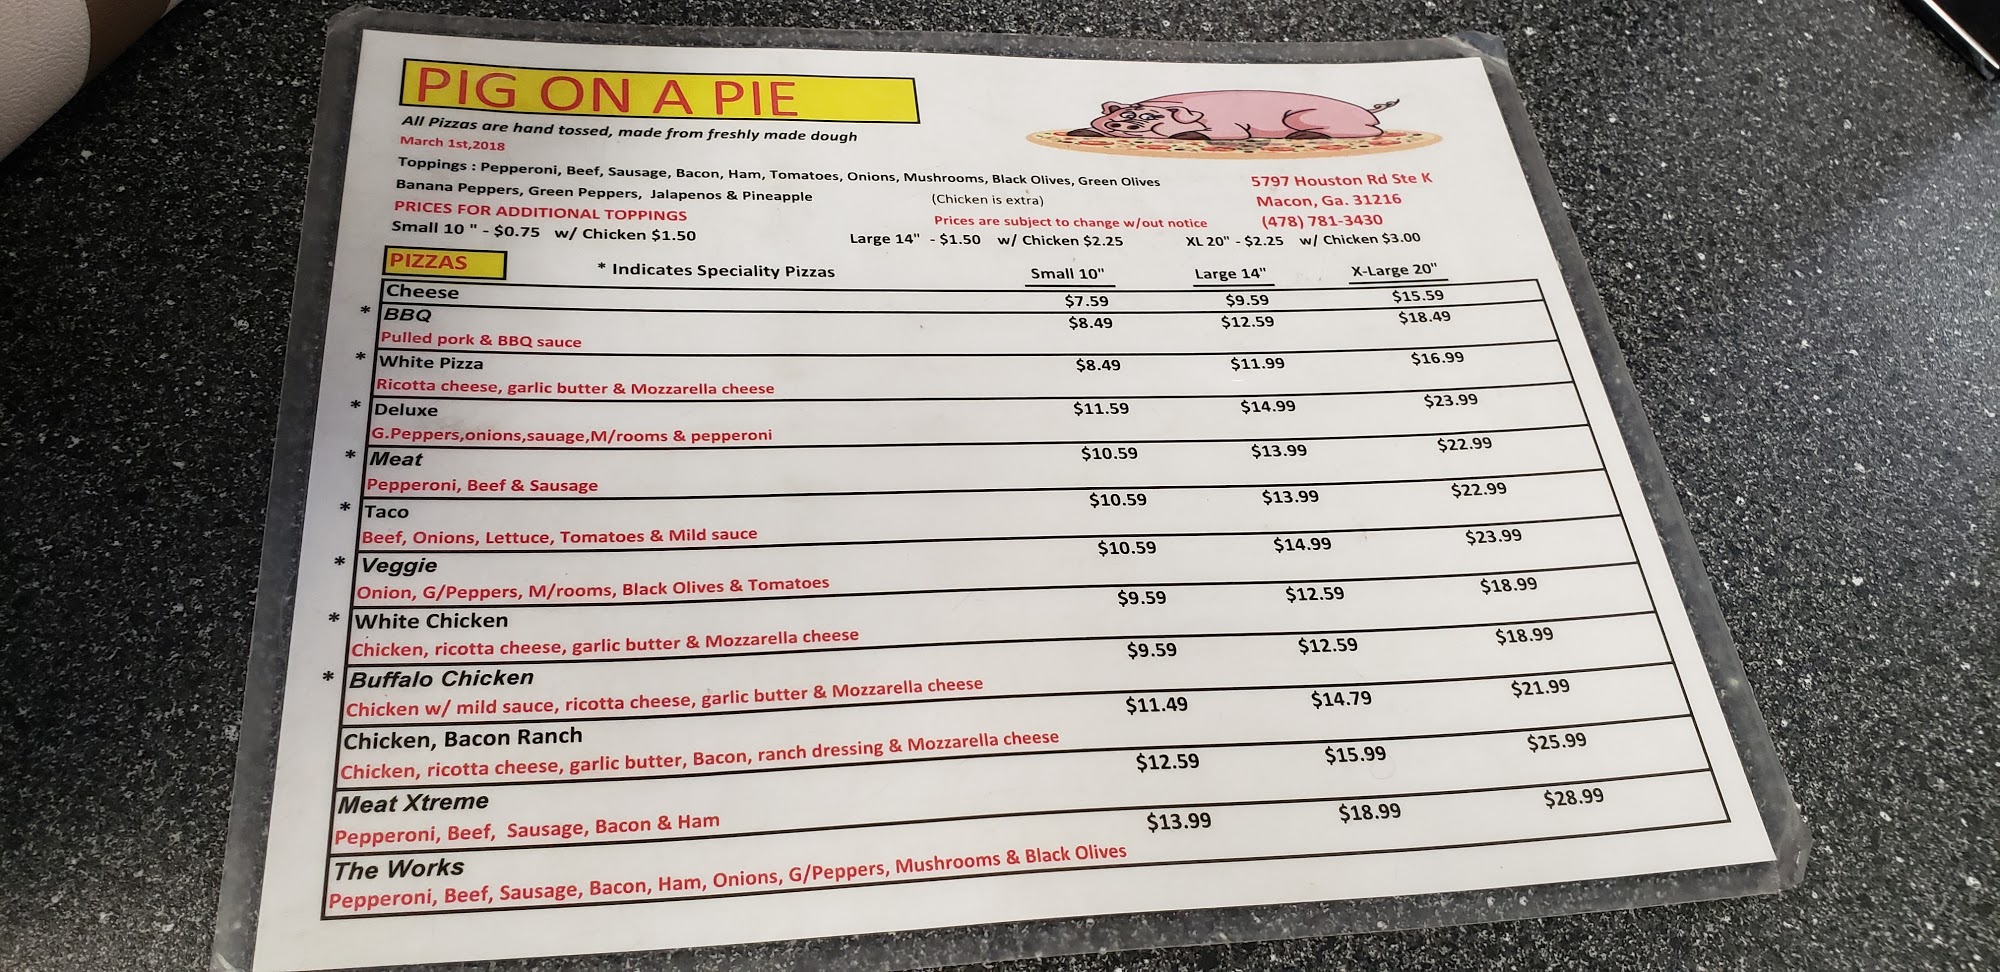 PIG ON A PIE
All Pizzas are hand tossed, made from freshly made dough
March 1st,2018
Toppings : Pepperoni, Beef, Sausage, Bacon, Ham, Tomatoes, Onions, Mushrooms, Black Olives, Green Olives
Banana Peppers, Green Peppers, Jalapenos & Pineapple (Chicken is extra)
5797 Houston Rd Ste K
Macon, Ga. 31216
(478) 781-3430
PRICES FOR ADDITIONAL TOPPINGS Prices are subject to change w/out notice
Small 10 " - $0.75 w/ Chicken $1.50 Large 14" - $1.50 w/ Chicken $2.25 XL 20" - $2.25 w/ Chicken $3.00
PIZZAS * Indicates Speciality Pizzas Small 10" Large 14" X-Large 20"
Cheese $7.59 $9.59 $15.59
* BBQ $8.49 $12.59 $18.49
Pulled pork & BBQ sauce
* White Pizza $8.49 $11.99 $16.99
Ricotta cheese, garlic butter & Mozzarella cheese
* Deluxe $11.59 $14.99 $23.99
G.Peppers,onions,sauage,M/rooms & pepperoni
* Meat $10.59 $13.99 $22.99
Pepperoni, Beef & Sausage
* Taco $10.59 $13.99 $22.99
Beef, Onions, Lettuce, Tomatoes & Mild sauce
* Veggie $10.59 $14.99 $23.99
Onion, G/Peppers, M/rooms, Black Olives & Tomatoes
* White Chicken $9.59 $12.59 $18.99
Chicken, ricotta cheese, garlic butter & Mozzarella cheese
* Buffalo Chicken $9.59 $12.59 $18.99
Chicken w/ mild sauce, ricotta cheese, garlic butter & Mozzarella cheese
Chicken, Bacon Ranch $11.49 $14.79 $21.99
Chicken, ricotta cheese, garlic butter, Bacon, ranch dressing & Mozzarella cheese
Meat Xtreme $12.59 $15.99 $25.99
Pepperoni, Beef, Sausage, Bacon & Ham
The Works $13.99 $18.99 $28.99
Pepperoni, Beef, Sausage, Bacon, Ham, Onions, G/Peppers, Mushrooms & Black Olives